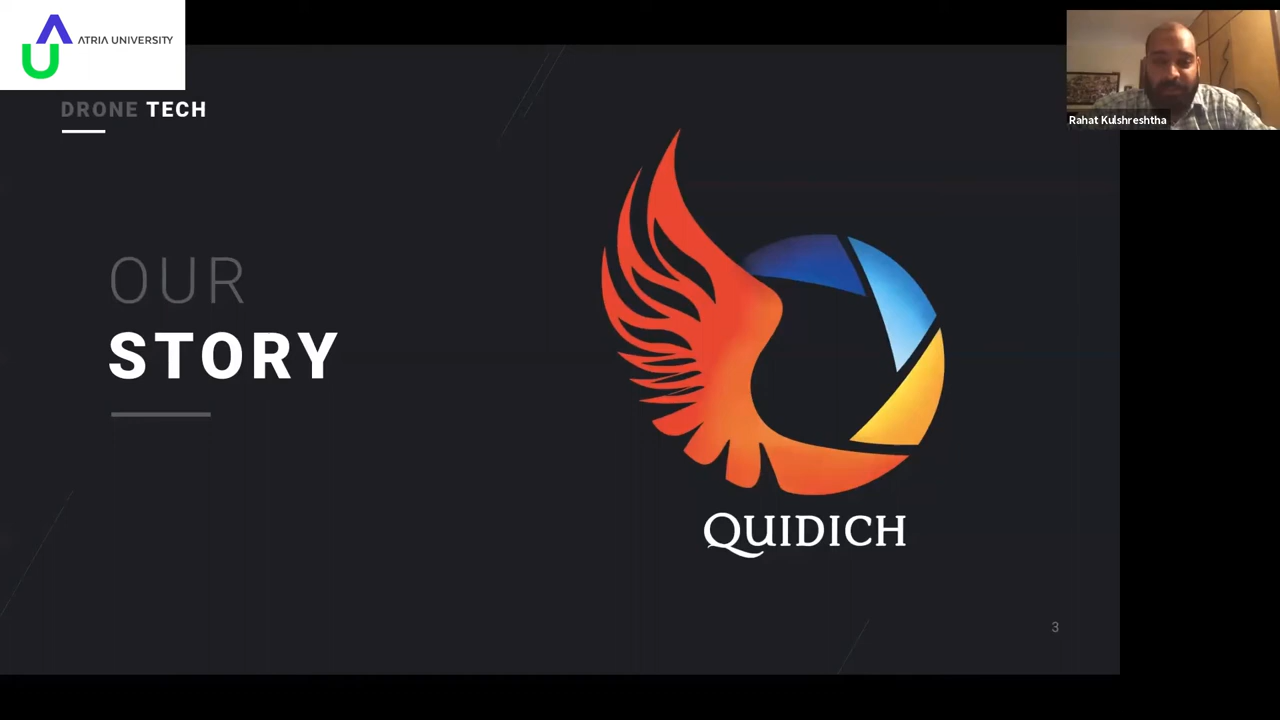 ATRIA UNIVERSITY
Rahat Kulshreshtha
DRONE TECH
OUR
STORY
QUIDICH
3